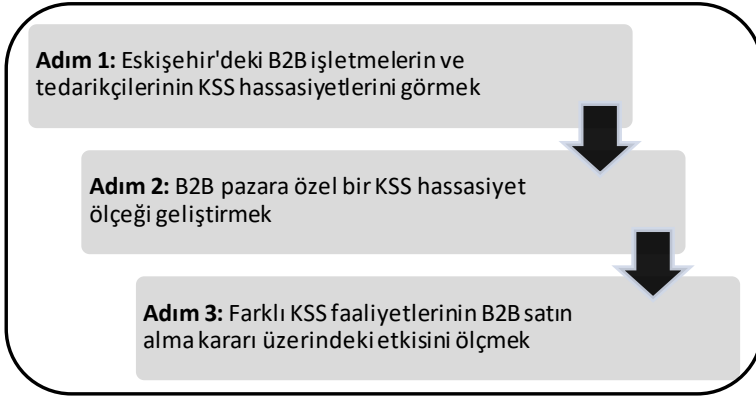 Adım 1: Eskişehir'deki B2B işletmelerin ve
tedarikçilerinin KSS hassasiyetlerini görmek
Adım 2: B2B pazara özel bir KSS hassasiyet
ölçeği geliştirmek
Adım 3: Farklı KSS faaliyetlerinin B2B satın
alma kararı üzerindeki etkisini ölçmek